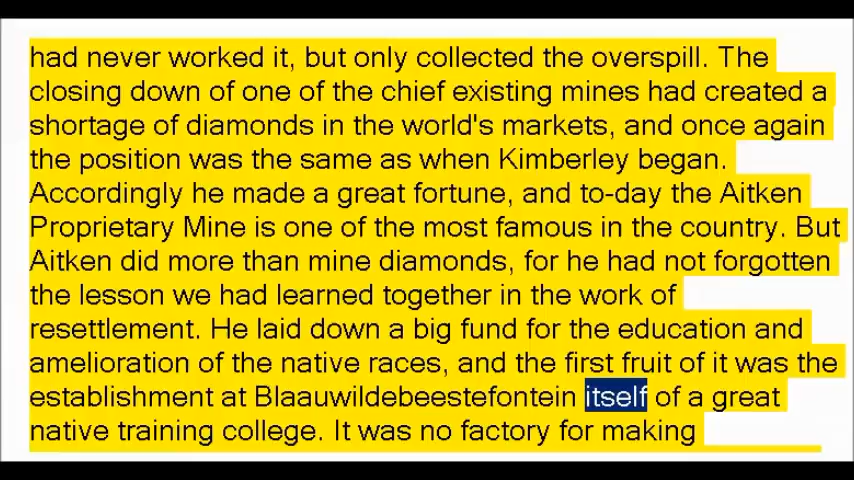 had never worked it, but only collected the overspill. The
closing down of one of the chief existing mines had created a
shortage of diamonds in the world's markets, and once again
the position was the same as when Kimberley began.
Accordingly he made a great fortune, and to-day the Aitken
Proprietary Mine is one of the most famous in the country. But
Aitken did more than mine diamonds, for he had not forgotten
the lesson we had learned together in the work of
resettlement. He laid down a big fund for the education and
amelioration of the native races, and the first fruit of it was the
establishment at Blaauwildebeestefontein itself of a great
native training college. It was no factory for making